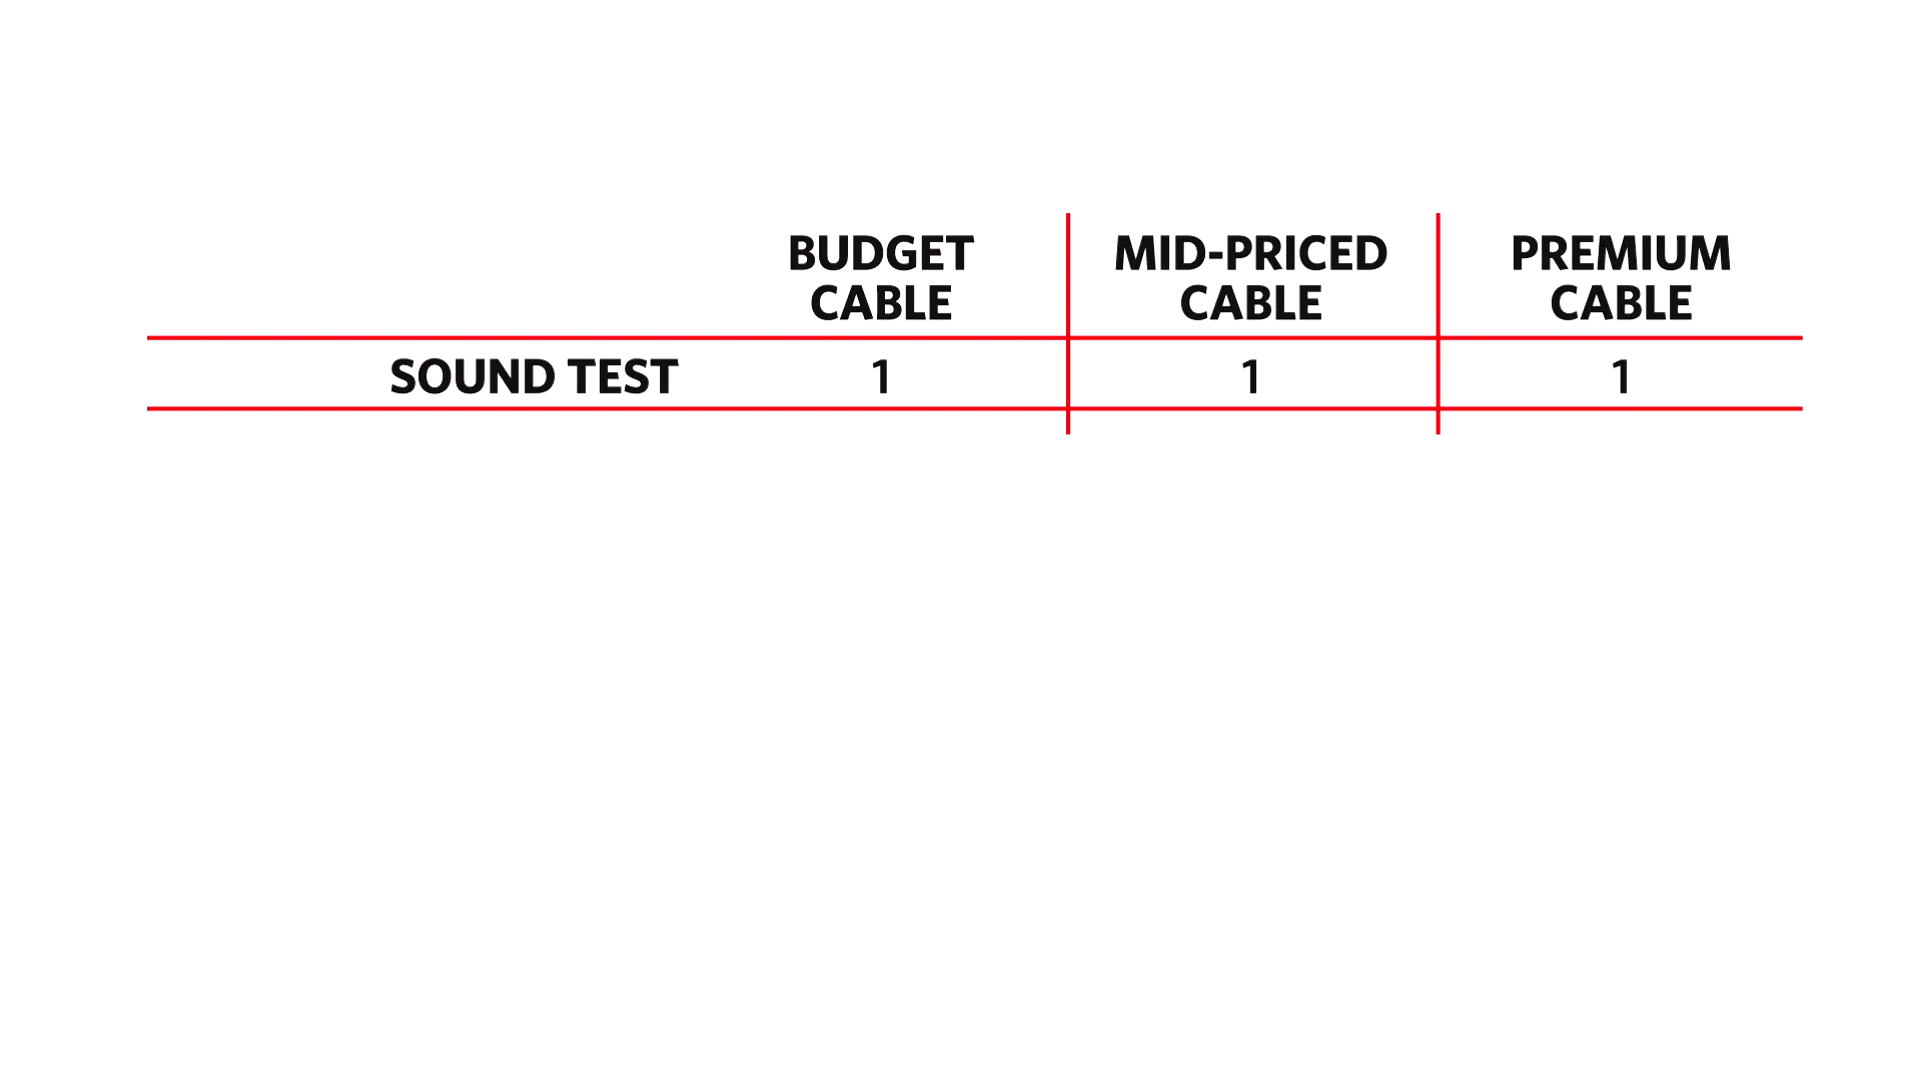 BUDGET CABLE
MID-PRICED CABLE
PREMIUM CABLE
SOUND TEST 1 1 1